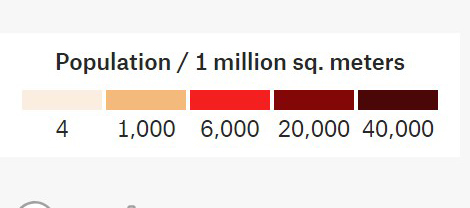 Population / 1 million sq. meters
4 1,000 6,000 20,000 40,000